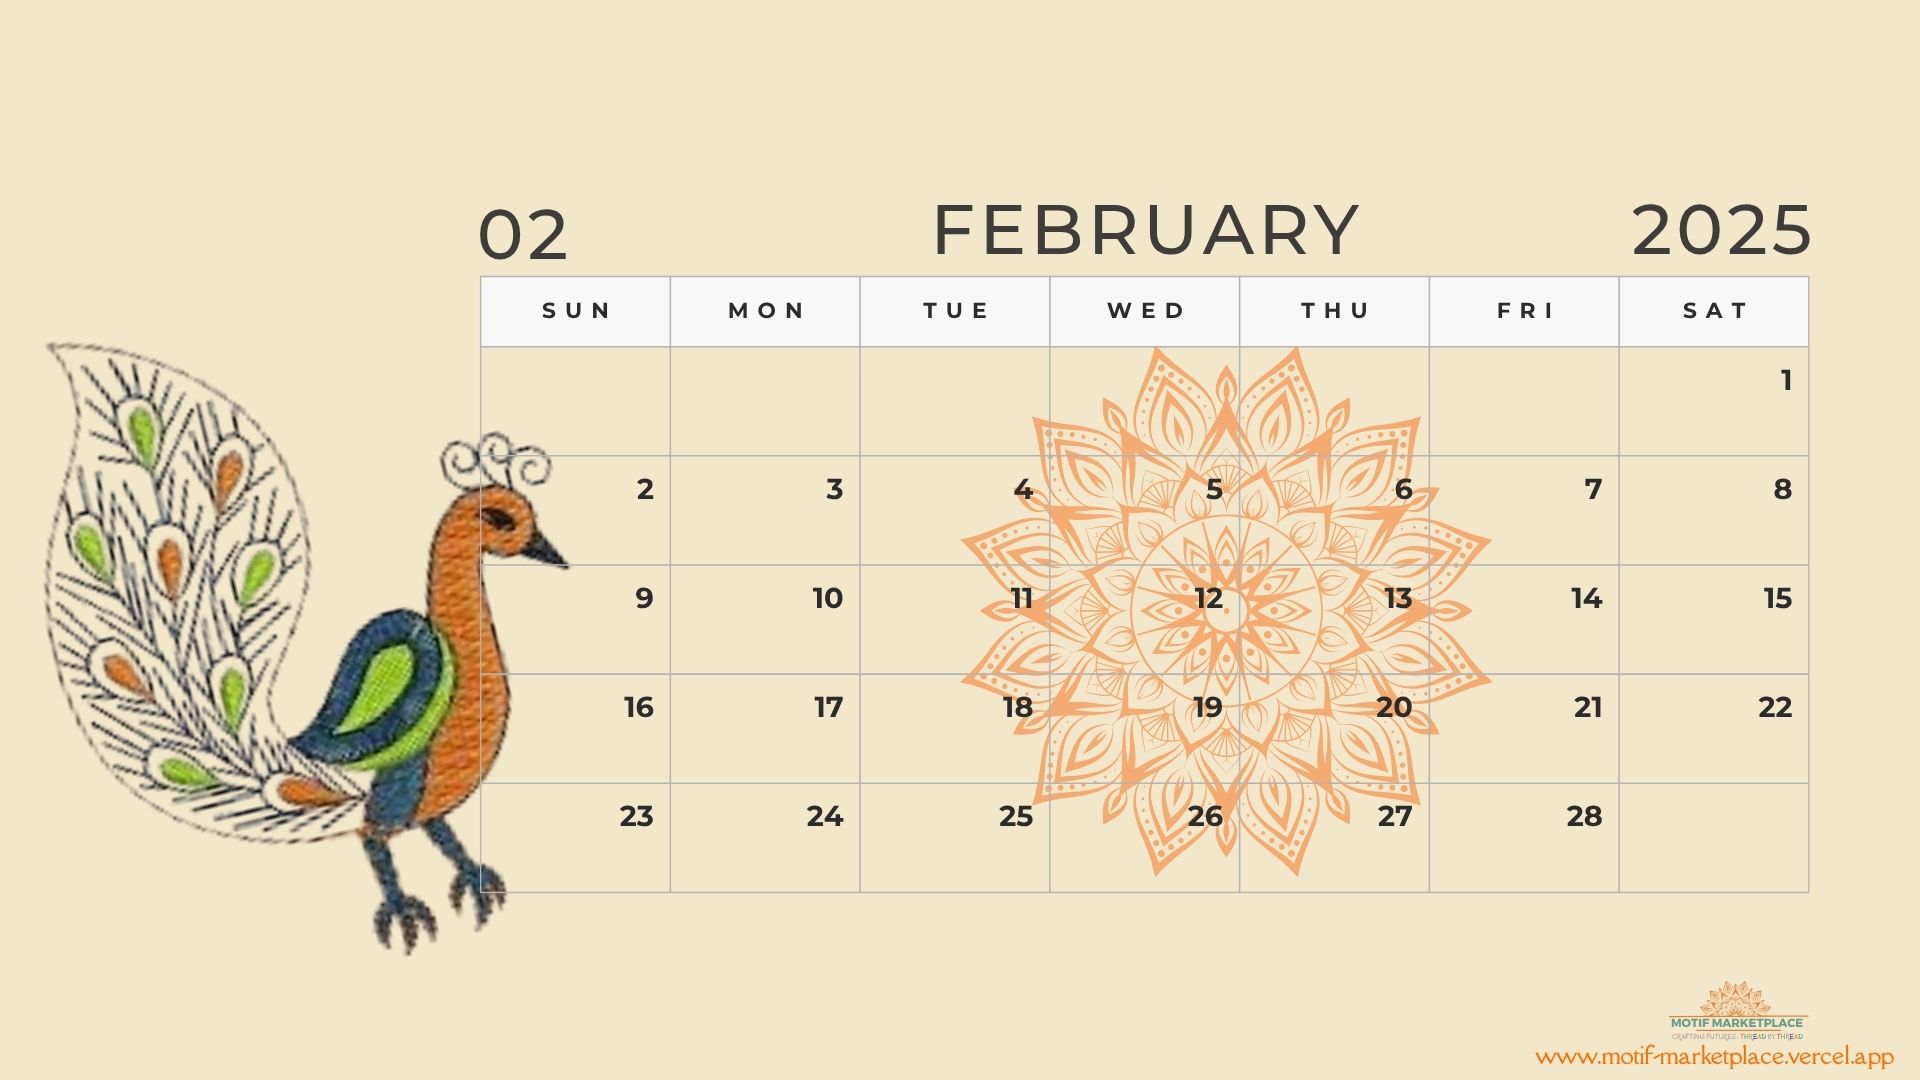 02 FEBRUARY 2025
SUN MON TUE WED THU FRI SAT
1
2 3 4 5 6 7 8
9 10 11 12 13 14 15
16 17 18 19 20 21 22
23 24 25 26 27 28
MOTIF MARKETPLACE
CRAFTING FUTURES - THREAD BY THREAD
www.motif-marketplace.vercel.app